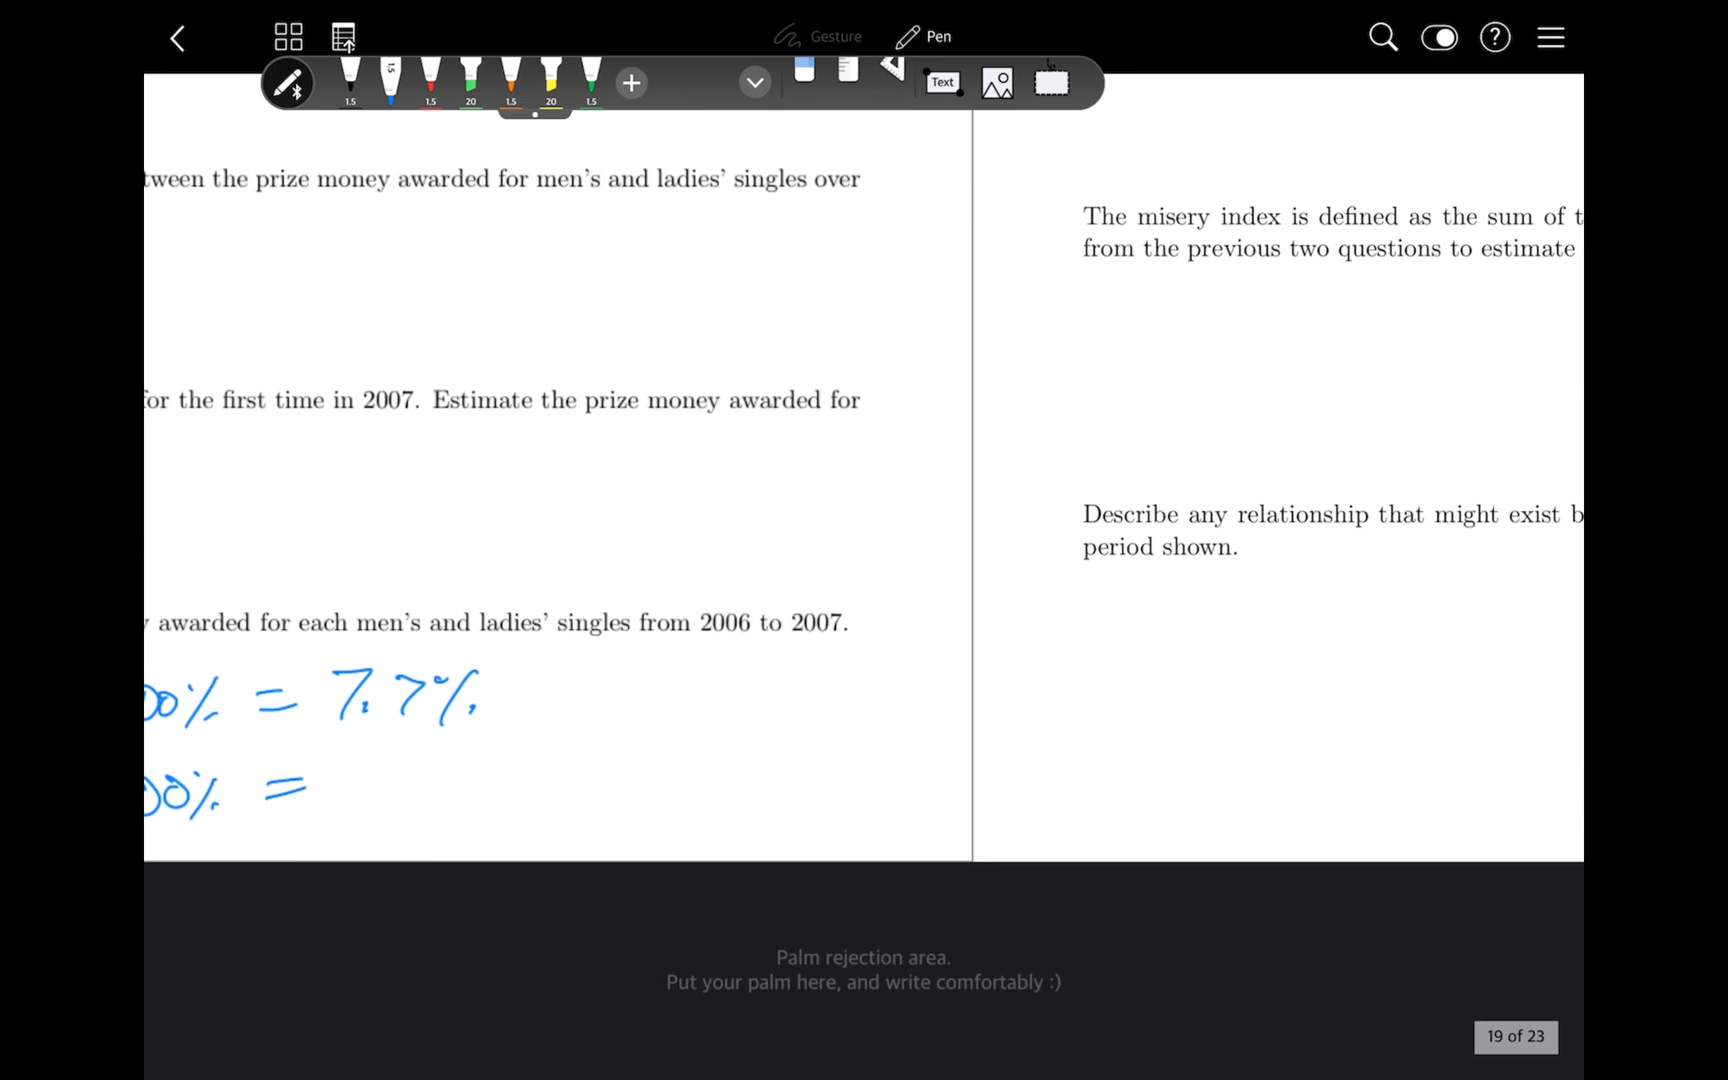 Gesture
Pen
1.5
1.5
1.5
20
1.5
20
1.5
Text
tween the prize money awarded for men's and ladies' singles over
for the first time in 2007. Estimate the prize money awarded for
awarded for each men's and ladies' singles from 2006 to 2007.
00% = 7.7%
00% =
The misery index is defined as the sum of t
from the previous two questions to estimate
Describe any relationship that might exist b
period shown.
Palm rejection area.
Put your palm here, and write comfortably :)
19 of 23